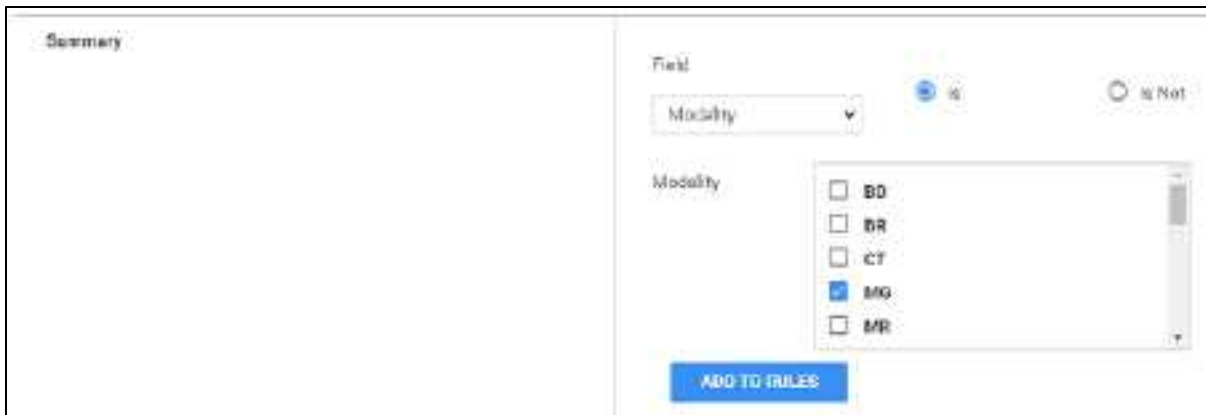 Summary
Field
is
Is Not
Modality
Modality
BD
BR
CT
MG
MR
ADD TO RULES